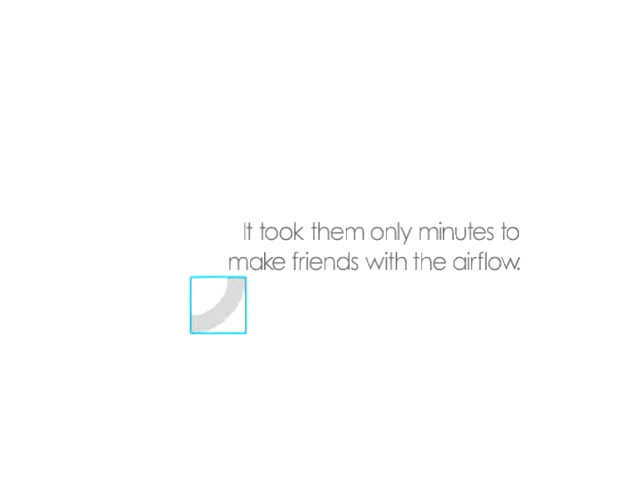 It took them only minutes to
make friends with the airflow.